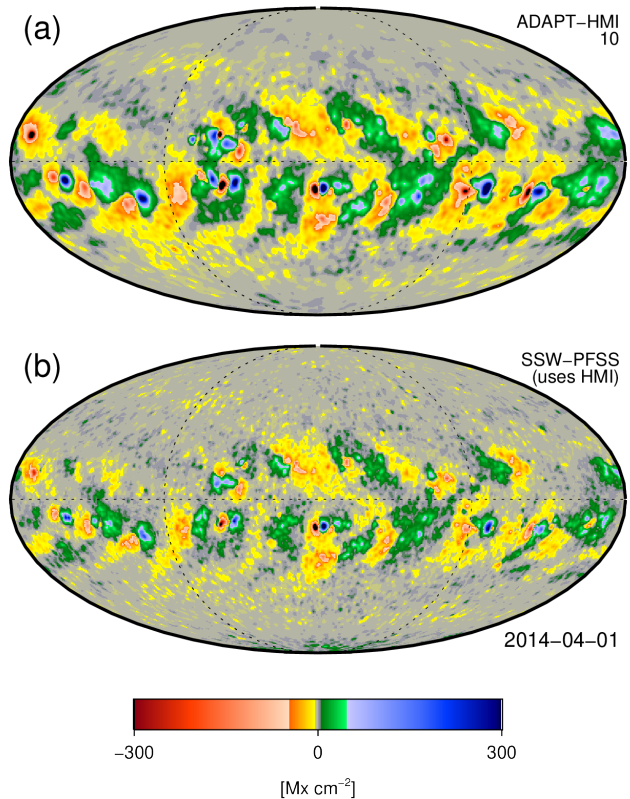 (a)
ADAPT−HMI
10
(b)
SSW−PFSS
(uses HMI)
2014−04−01
−300 0 300
[Mx cm⁻²]